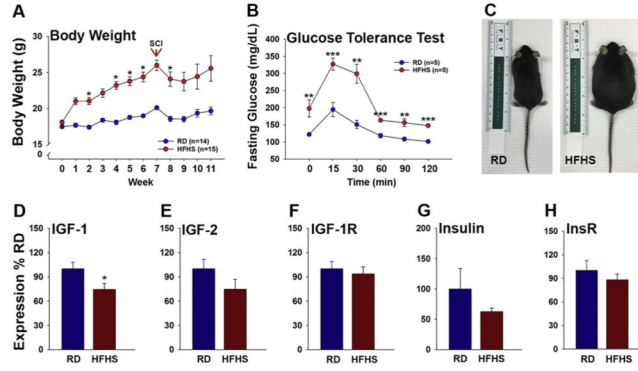 A
Body Weight
SCI
Body Weight (g)
30
25
20
15
0
* * * * * *
RD (n=14)
HFHS (n=15)
0 1 2 3 4 5 6 7 8 9 10 11
Week
B
Glucose Tolerance Test
Fasting Glucose (mg/dL)
400
350
300
250
200
150
100
50
0
** *** ** *** ** ***
RD (n=5)
HFHS (n=5)
0 15 30 60 90 120
Time (min)
C
RD
HFHS
D
IGF-1
Expression % RD
150
120
90
60
30
0
*
RD HFHS
E
IGF-2
150
120
90
60
30
0
RD HFHS
F
IGF-1R
150
120
90
60
30
0
RD HFHS
G
Insulin
200
150
100
50
0
RD HFHS
H
InsR
150
120
90
60
30
0
RD HFHS